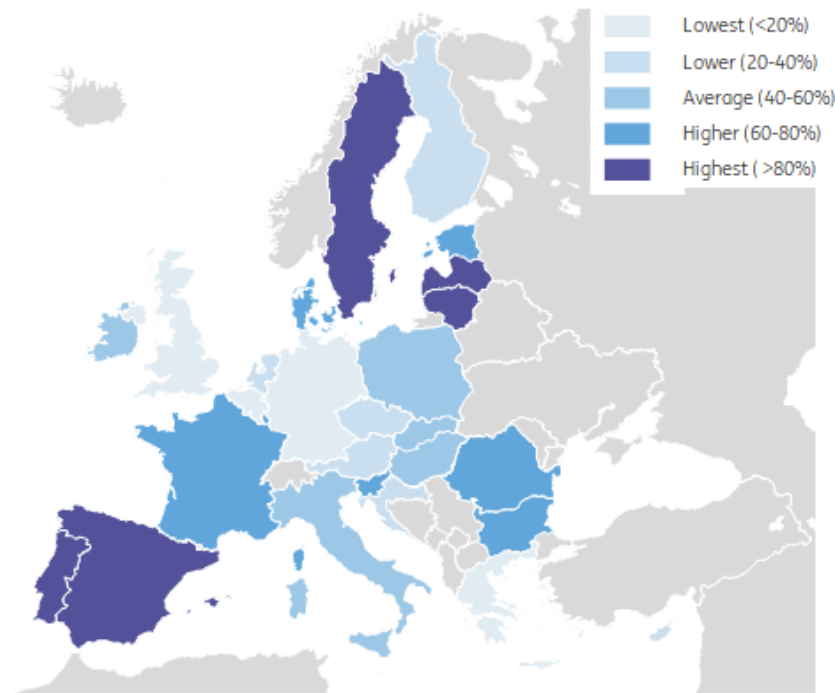 Lowest (<20%)
Lower (20-40%)
Average (40-60%)
Higher (60-80%)
Highest ( >80%)